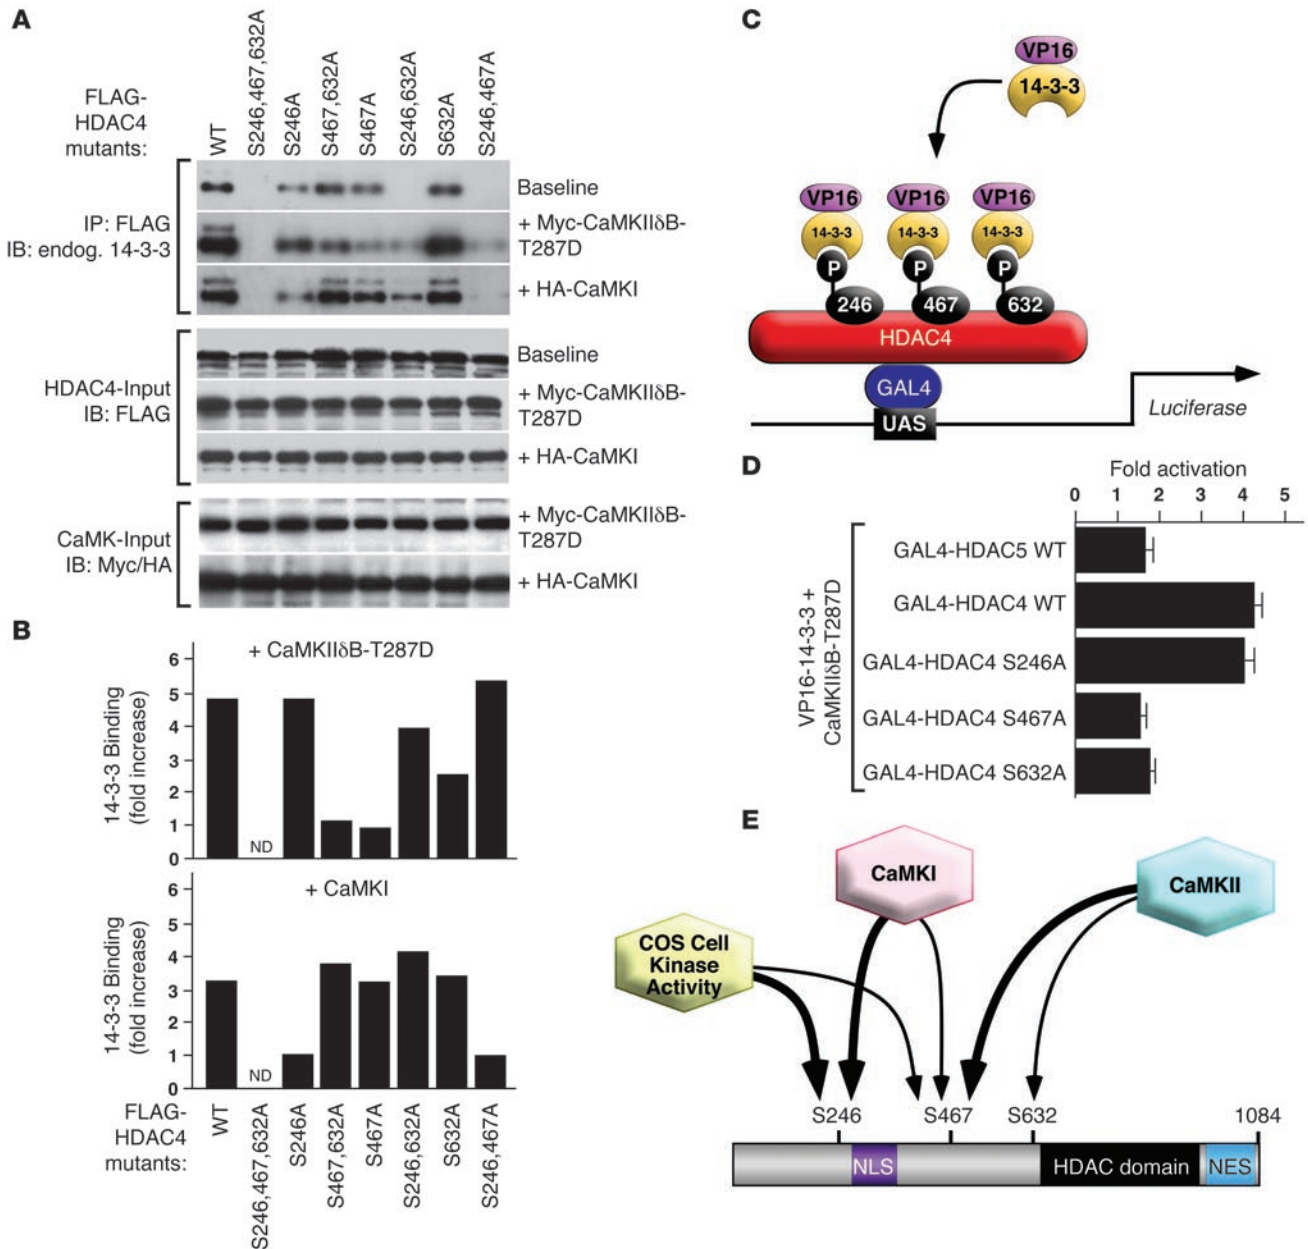 A
FLAG-
HDAC4
mutants:
WT
S246,467,632A
S246A
S467,632A
S467A
S246,632A
S632A
S246,467A
IP: FLAG
IB: endog. 14-3-3
Baseline
+ Myc-CaMKIIδB-
T287D
+ HA-CaMKI
HDAC4-Input
IB: FLAG
Baseline
+ Myc-CaMKIIδB-
T287D
+ HA-CaMKI
CaMK-Input
IB: Myc/HA
+ Myc-CaMKIIδB-
T287D
+ HA-CaMKI
B
+ CaMKIIδB-T287D
14-3-3 Binding
(fold increase)
6
5
4
3
2
1
0
ND
+ CaMKI
14-3-3 Binding
(fold increase)
6
5
4
3
2
1
0
ND
FLAG-
HDAC4
mutants:
WT
S246,467,632A
S246A
S467,632A
S467A
S246,632A
S632A
S246,467A
C
VP16
14-3-3
VP16
VP16
VP16
14-3-3
14-3-3
14-3-3
P
P
P
246
467
632
HDAC4
GAL4
UAS
Luciferase
D
Fold activation
0 1 2 3 4 5
VP16-14-3-3 +
CaMKIIδB-T287D
GAL4-HDAC5 WT
GAL4-HDAC4 WT
GAL4-HDAC4 S246A
GAL4-HDAC4 S467A
GAL4-HDAC4 S632A
E
CaMKI
CaMKII
COS Cell
Kinase
Activity
S246
S467
S632
1084
NLS
HDAC domain
NES